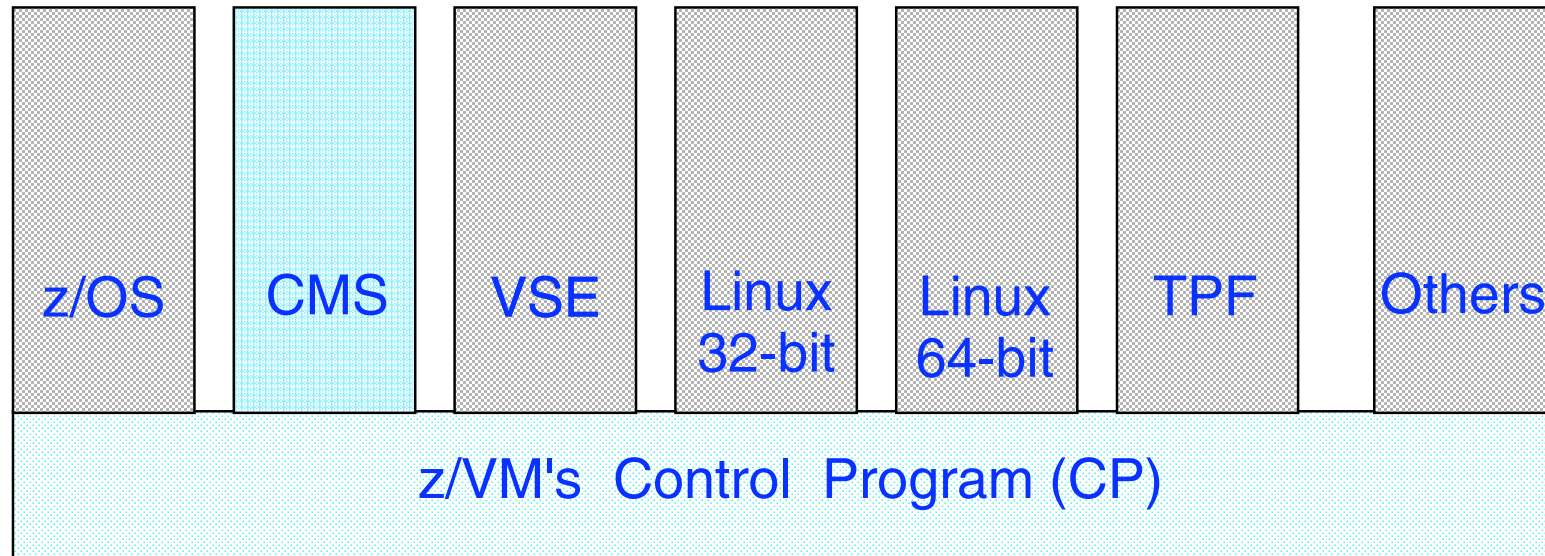 z/OS
CMS
VSE
Linux
32-bit
Linux
64-bit
TPF
Others
z/VM's Control Program (CP)